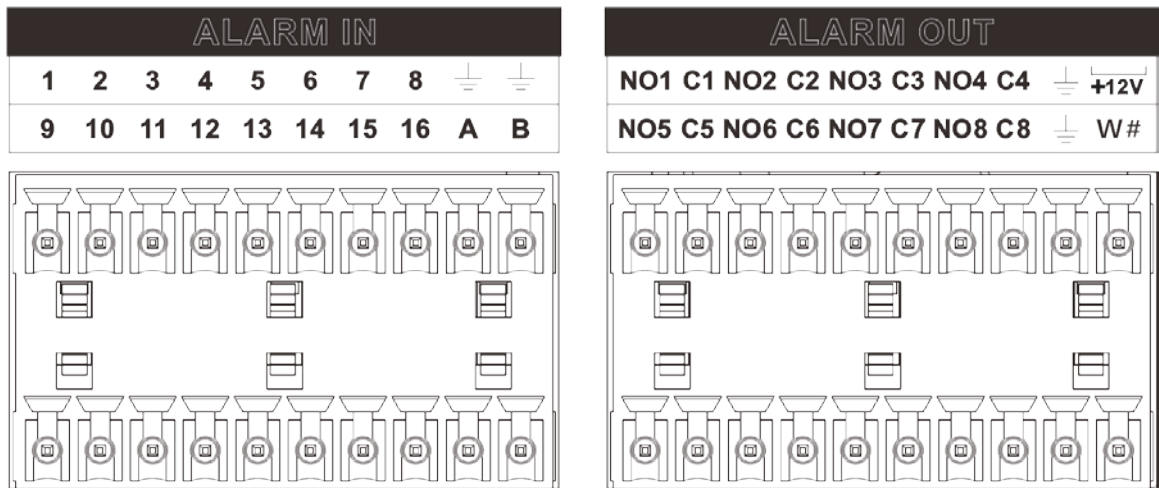 ALARM IN
1 2 3 4 5 6 7 8
9 10 11 12 13 14 15 16 A B
ALARM OUT
NO1 C1 NO2 C2 NO3 C3 NO4 C4 +12V
NO5 C5 NO6 C6 NO7 C7 NO8 C8 W#